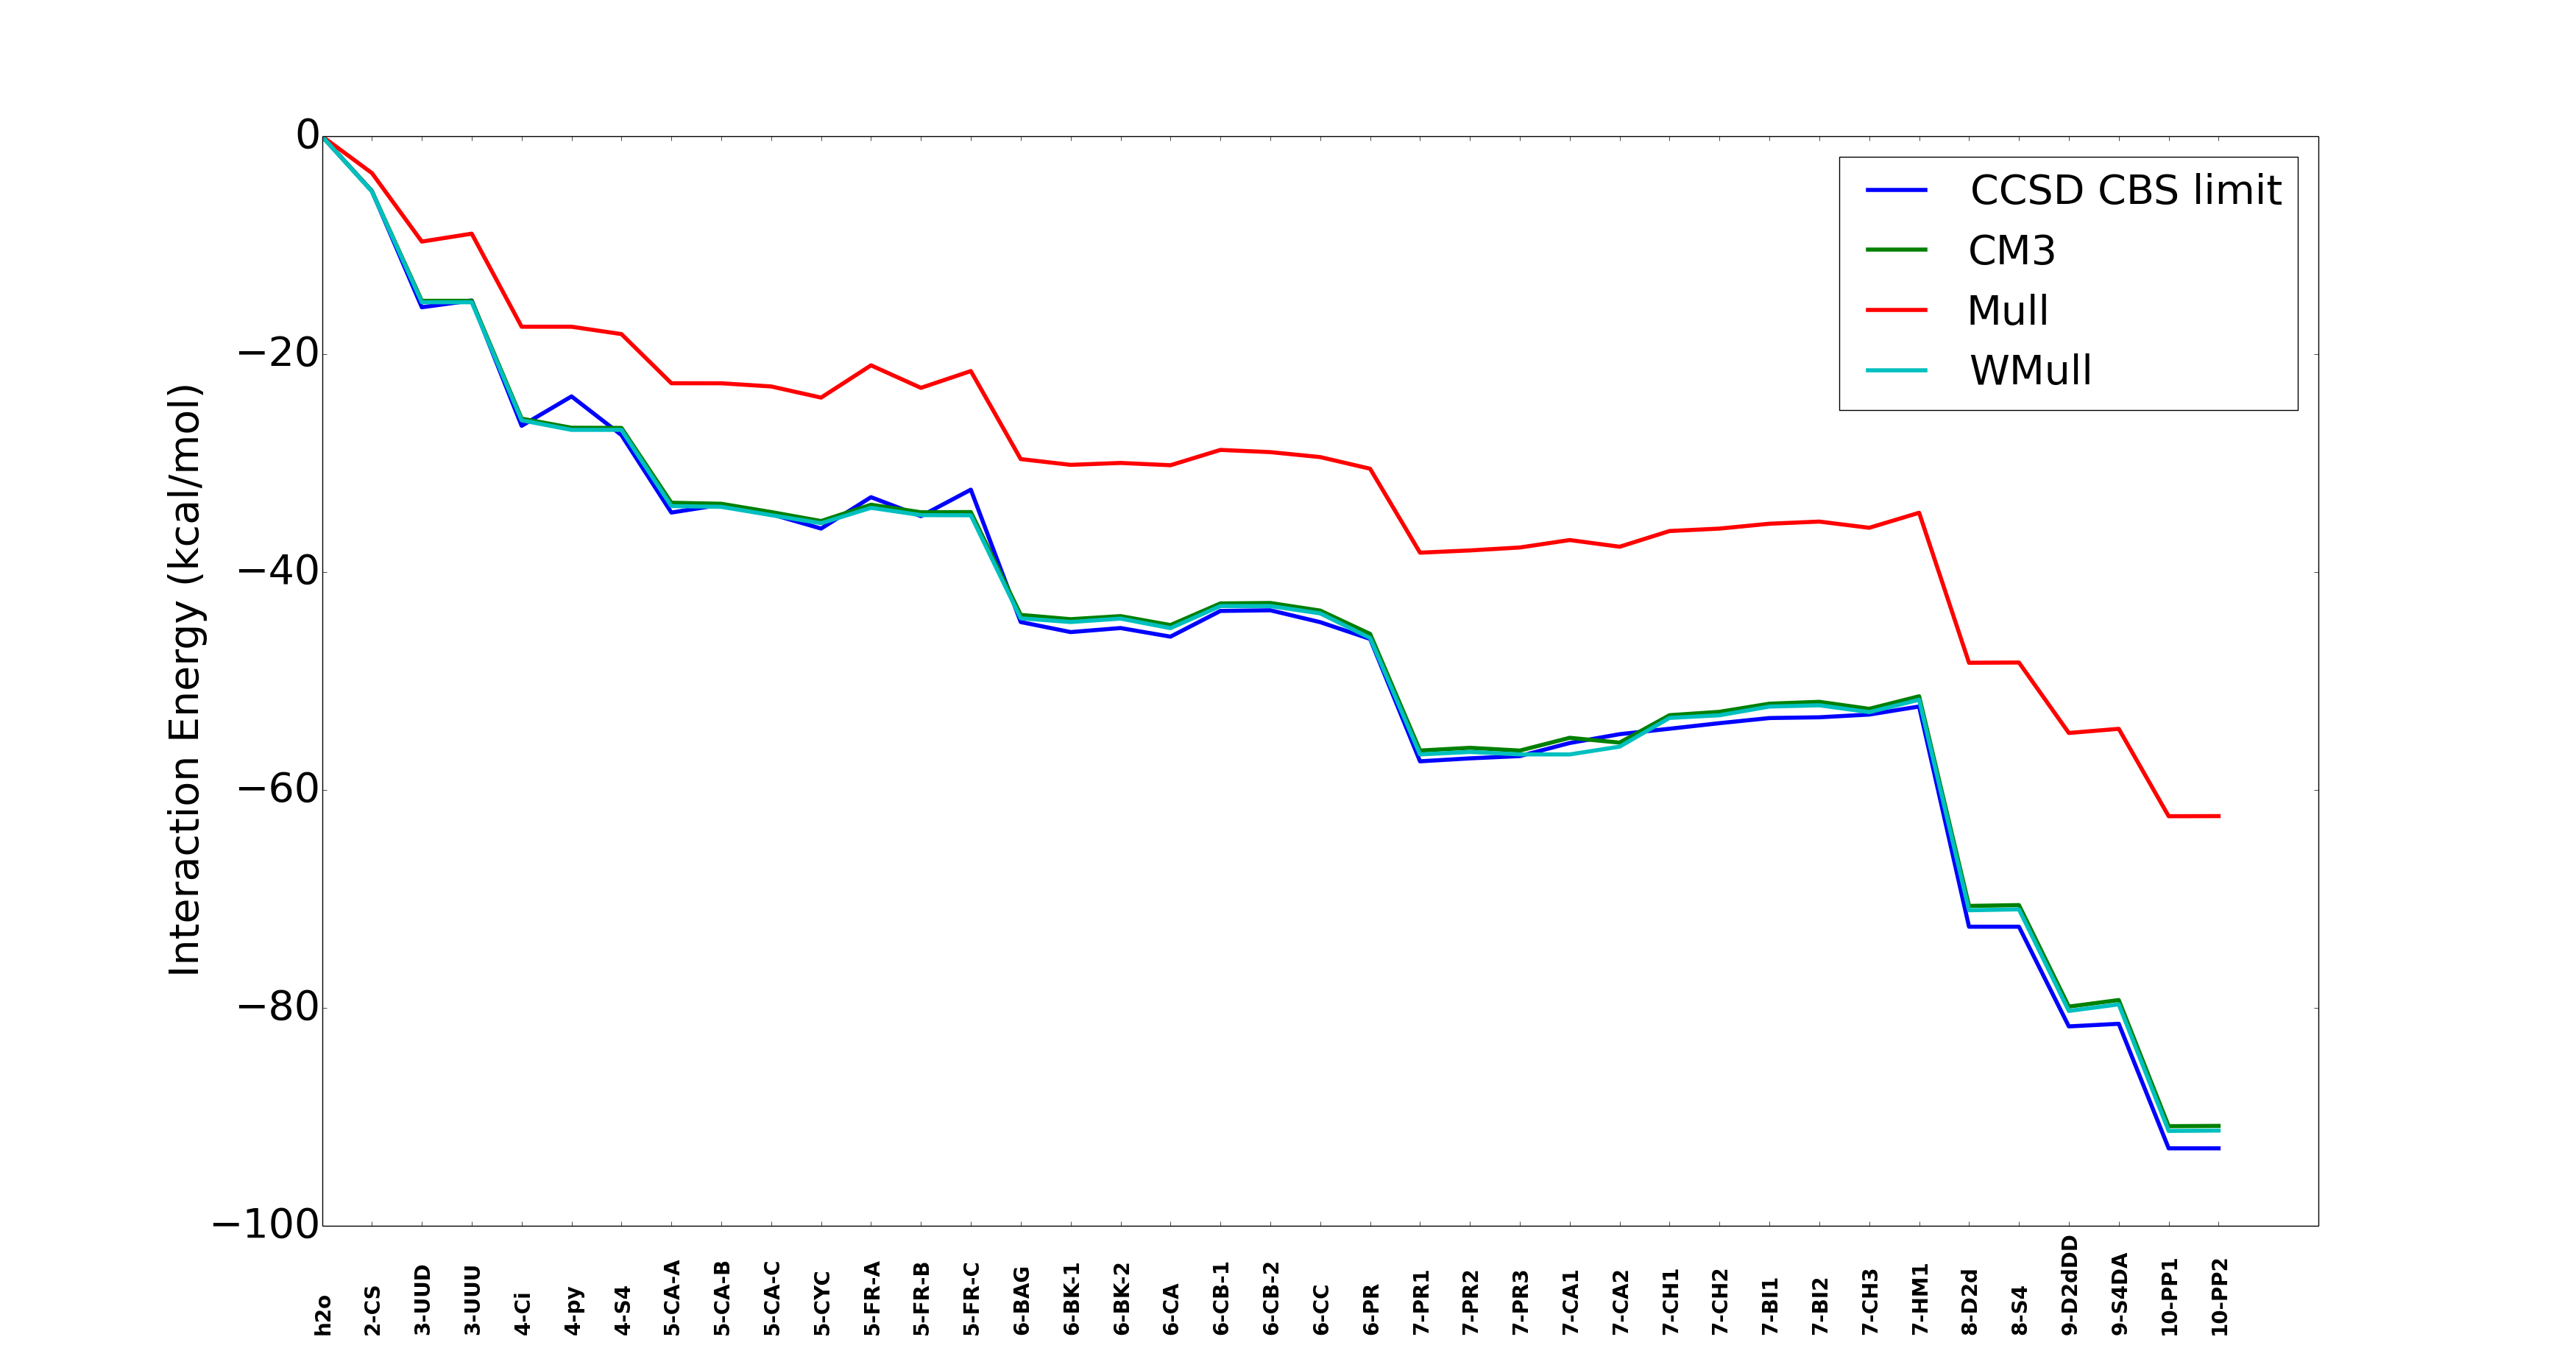 0
−20
−40
−60
−80
−100
Interaction Energy (kcal/mol)
CCSD CBS limit
CM3
Mull
WMull
h2o
2-CS
3-UUD
3-UUU
4-Ci
4-py
4-S4
5-CA-A
5-CA-B
5-CA-C
5-CYC
5-FR-A
5-FR-B
5-FR-C
6-BAG
6-BK-1
6-BK-2
6-CA
6-CB-1
6-CB-2
6-CC
6-PR
7-PR1
7-PR2
7-PR3
7-CA1
7-CA2
7-CH1
7-CH2
7-BI1
7-BI2
7-CH3
7-HM1
8-D2d
8-S4
9-D2dDD
9-S4DA
10-PP1
10-PP2